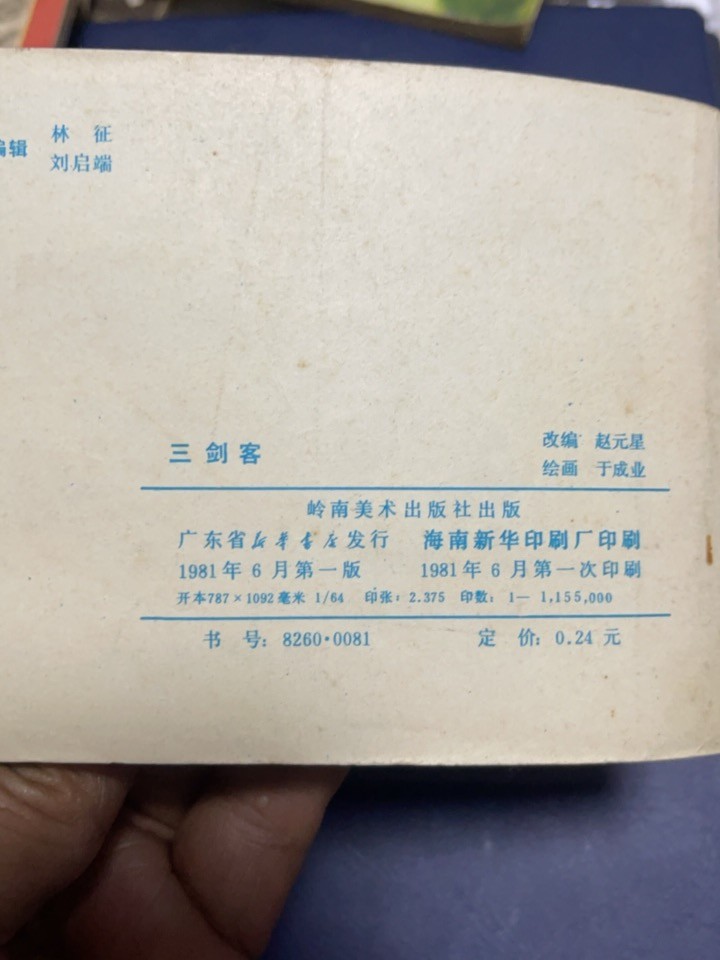 编辑 林 征
刘启端
三剑客
改编 赵元星
绘画 于成业
岭南美术出版社出版
广东省新华书店发行 海南新华印刷厂印刷
1981年6月第一版 1981年6月第一次印刷
开本787×1092毫米 1/64 印张：2.375 印数：1—1,155,000
书 号：8260·0081 定 价：0.24元